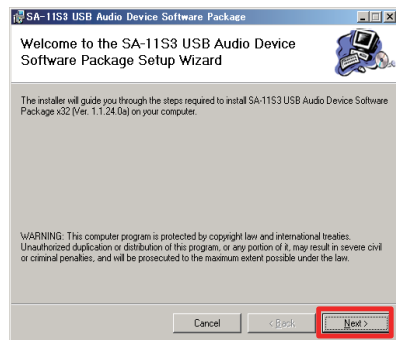 SA-11S3 USB Audio Device Software Package
Welcome to the SA-11S3 USB Audio Device
Software Package Setup Wizard
The installer will guide you through the steps required to install SA-11S3 USB Audio Device Software
Package x32 (Ver. 1.1.24.0a) on your computer.
WARNING: This computer program is protected by copyright law and international treaties.
Unauthorized duplication or distribution of this program, or any portion of it, may result in severe civil
or criminal penalties, and will be prosecuted to the maximum extent possible under the law.
Cancel < Back Next >